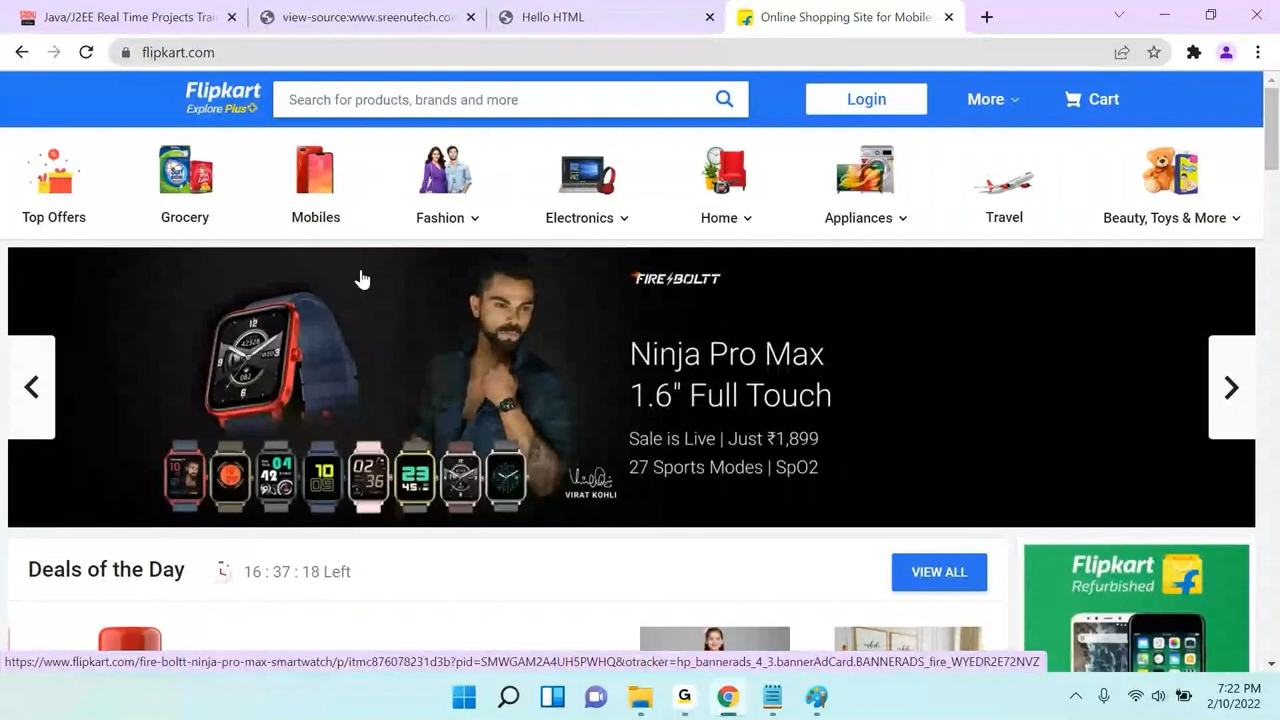 Java/J2EE Real Time Projects Trai
view-source:www.sreenutech.co
Hello HTML
Online Shopping Site for Mobile
flipkart.com
Flipkart
Explore Plus
Search for products, brands and more
Login
More
Cart
Top Offers
Grocery
Mobiles
Fashion
Electronics
Home
Appliances
Travel
Beauty, Toys & More
FIRE-BOLTT
Ninja Pro Max
1.6" Full Touch
Sale is Live | Just ₹1,899
27 Sports Modes | SpO2
VIRAT KOHLI
Deals of the Day
16 : 37 : 18 Left
VIEW ALL
Flipkart
Refurbished
https://www.flipkart.com/fire-boltt-ninja-pro-max-smartwatch/p/itmc876078231d3b?pid=SMWGAM2A4UH5PWHQ&otracker=hp_bannerads_4_3.bannerAdCard.BANNERADS_fire_WYEDR2E72NVZ
7:22 PM
2/10/2022